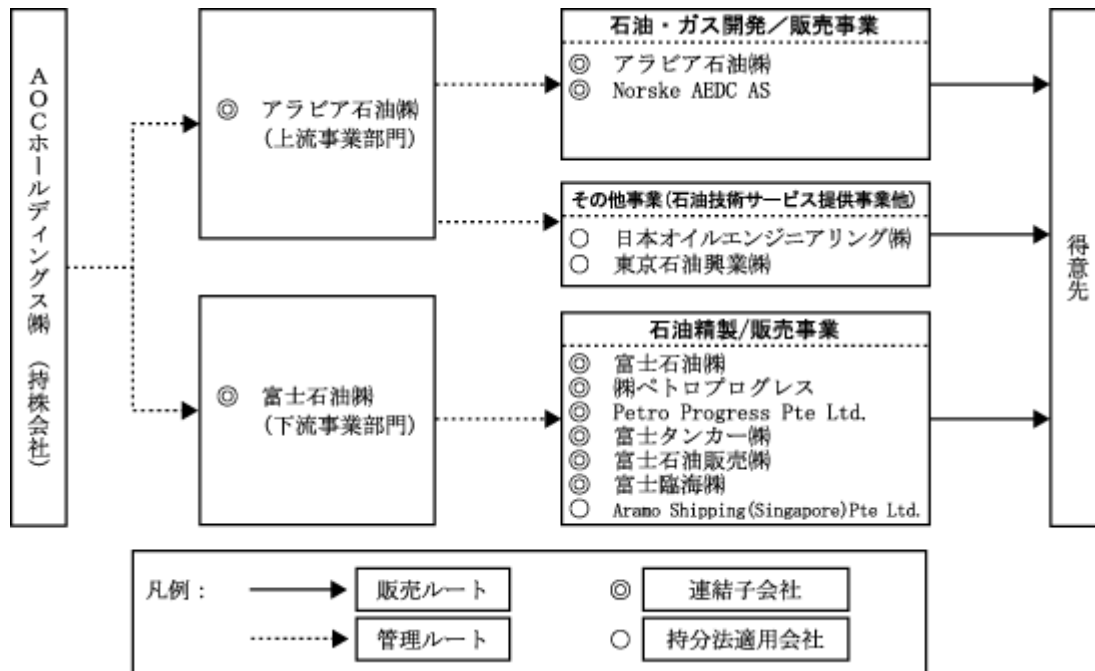 AOCホールディングス㈱ (持株会社)
◎ アラビア石油㈱
(上流事業部門)
◎ 富士石油㈱
(下流事業部門)
石油・ガス開発／販売事業
◎ アラビア石油㈱
◎ Norske AEDC AS
その他事業(石油技術サービス提供事業他)
○ 日本オイルエンジニアリング㈱
○ 東京石油興業㈱
石油精製/販売事業
◎ 富士石油㈱
◎ ㈱ペトロプログレス
◎ Petro Progress Pte Ltd.
◎ 富士タンカー㈱
◎ 富士石油販売㈱
◎ 富士臨海㈱
○ Aramo Shipping(Singapore)Pte Ltd.
得意先
凡例： 販売ルート ◎ 連結子会社
管理ルート ○ 持分法適用会社